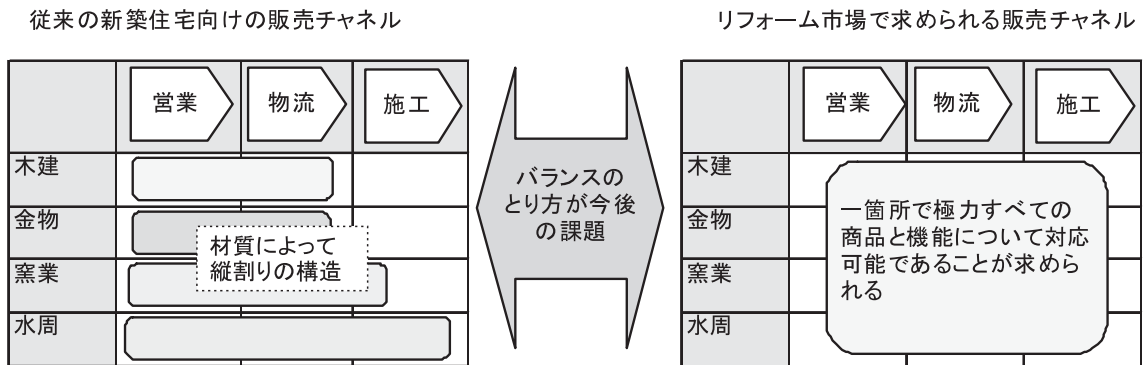 従来の新築住宅向けの販売チャネル
営業
物流
施工
木建
金物
窯業
水周
材質によって
縦割りの構造
バランスの
とり方が今後
の課題
リフォーム市場で求められる販売チャネル
営業
物流
施工
木建
金物
窯業
水周
一箇所で極力すべての
商品と機能について対応
可能であることが求めら
れる